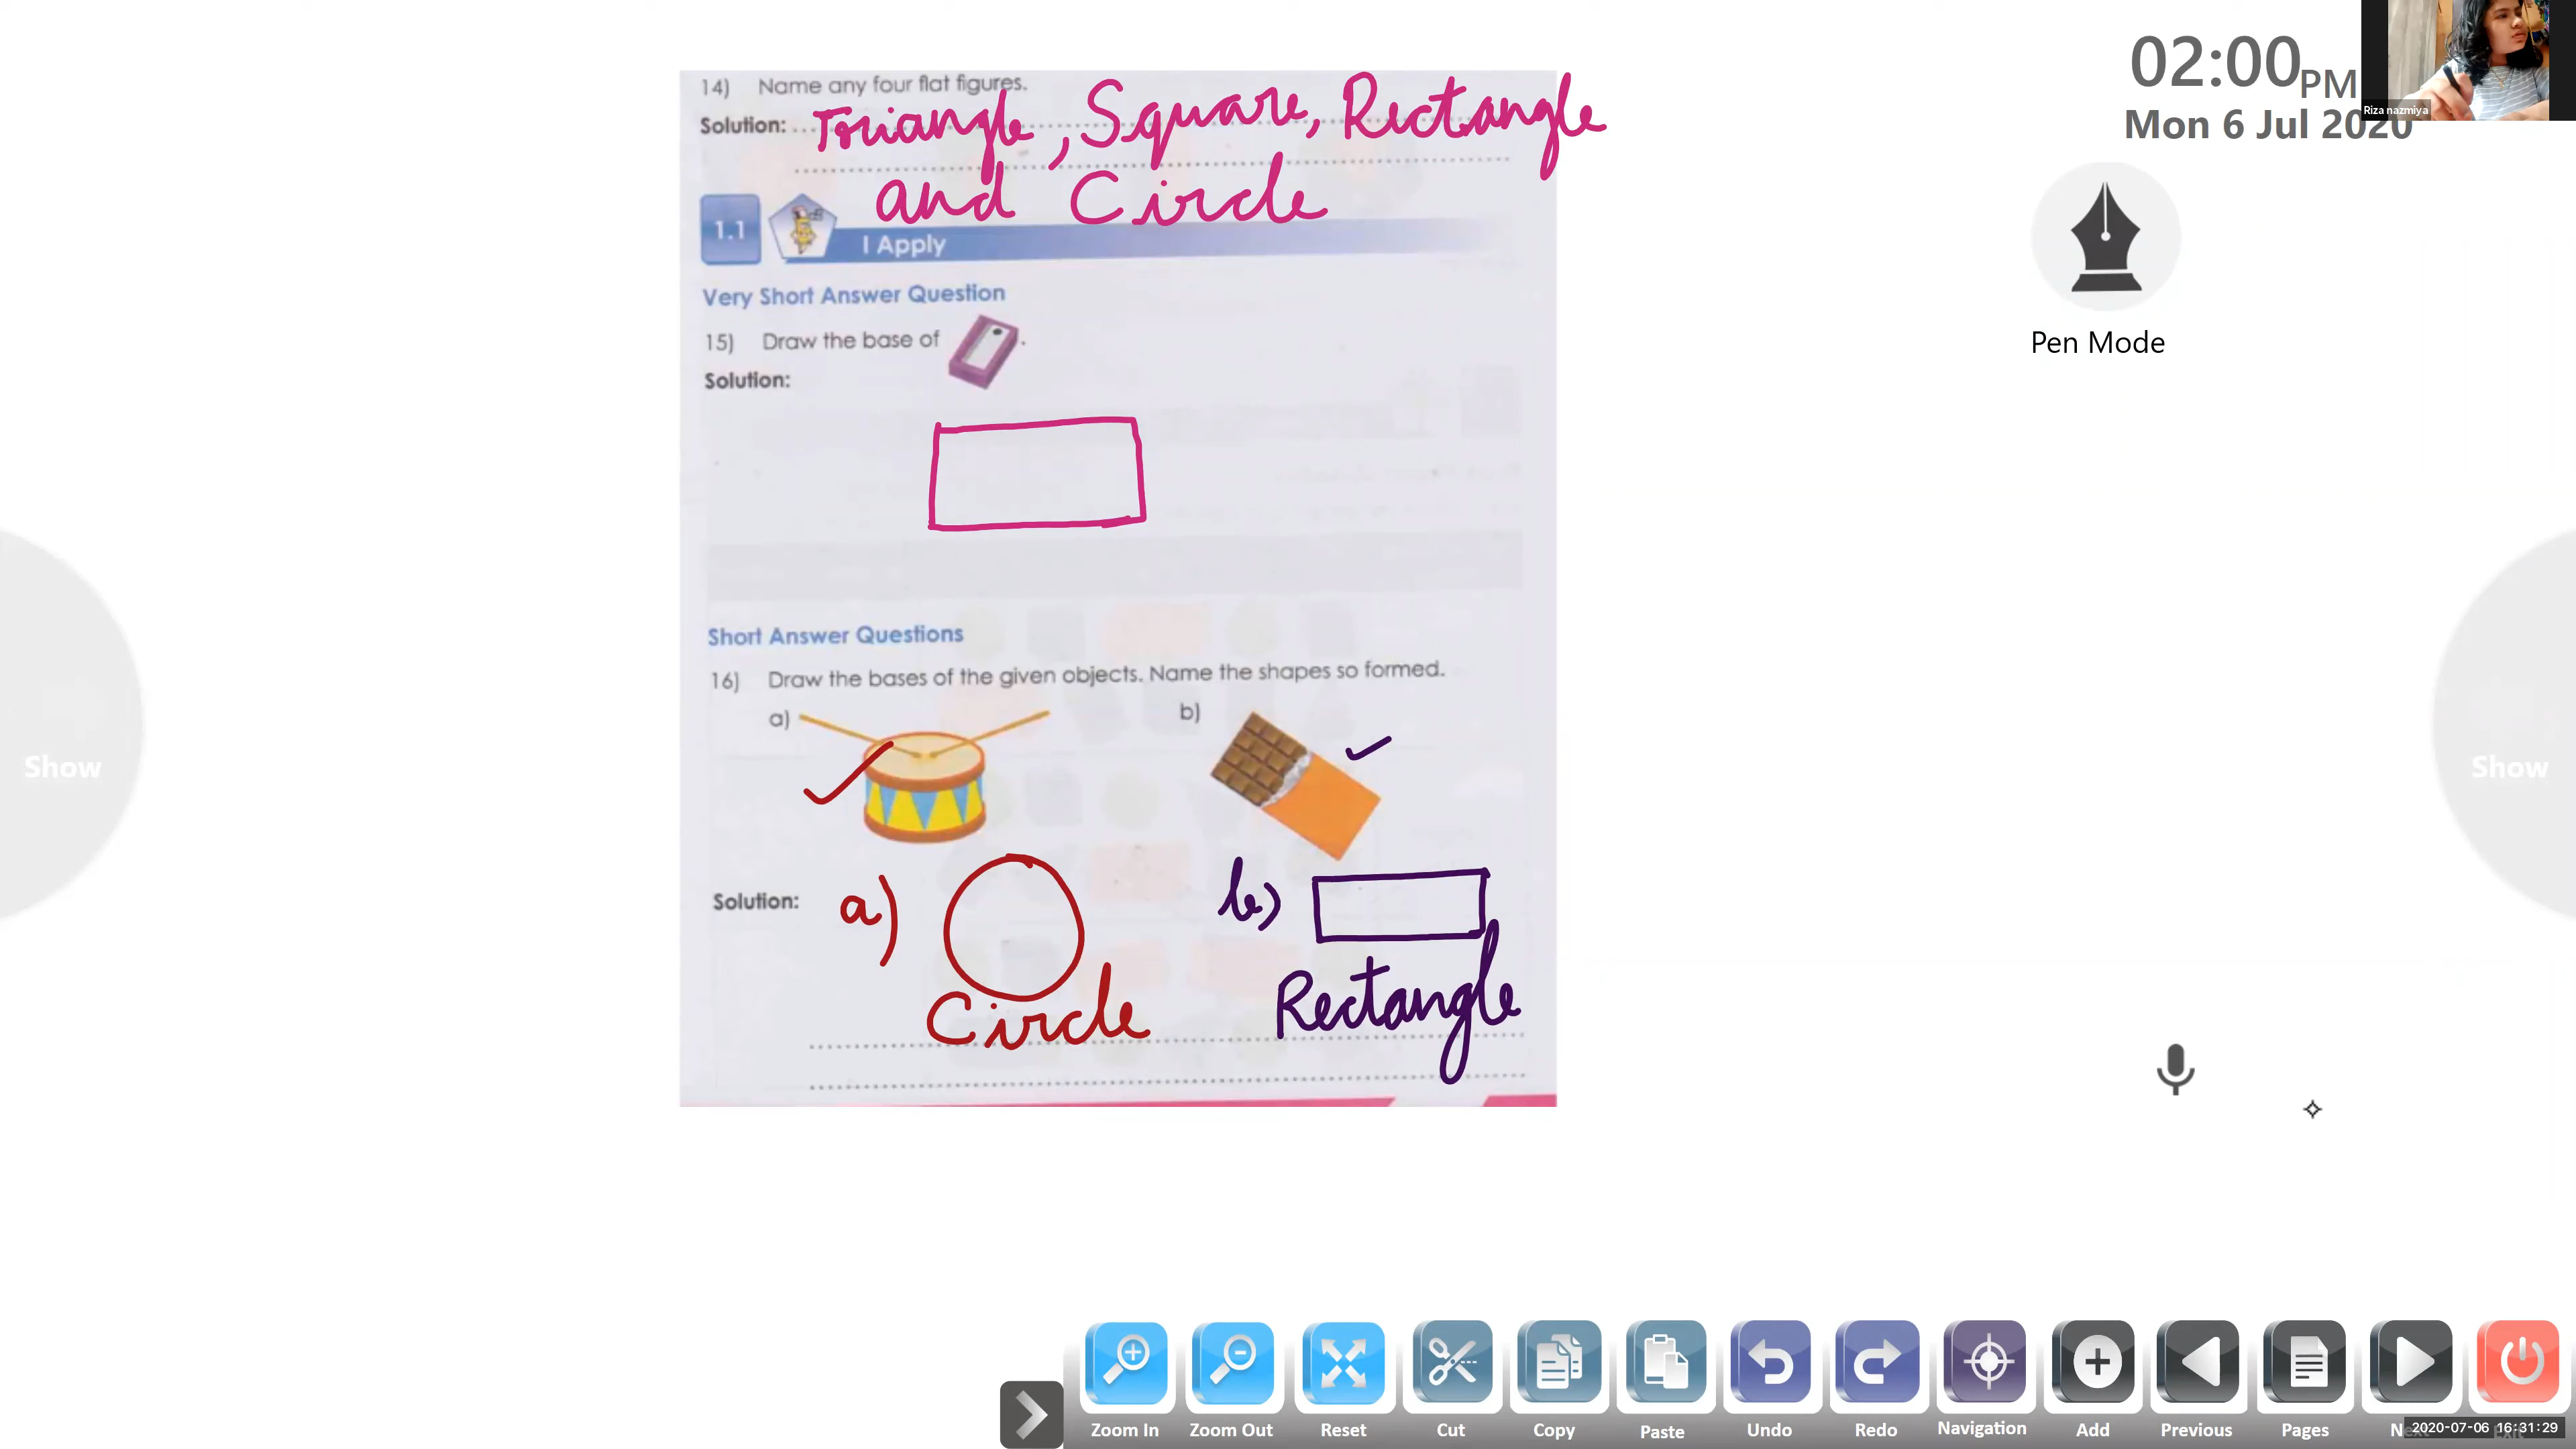 02:00PM
Mon 6 Jul 2020
Riza nazmiya
Pen Mode
14) Name any four flat figures.
Solution: Triangle, Square, Rectangle
and Circle
1.1 I Apply
Very Short Answer Question
15) Draw the base of .
Solution:
Short Answer Questions
16) Draw the bases of the given objects. Name the shapes so formed.
a) b)
Solution: a) b)
Circle Rectangle
Show Show
Zoom In Zoom Out Reset Cut Copy Paste Undo Redo Navigation Add Previous Pages
2020-07-06 16:31:29